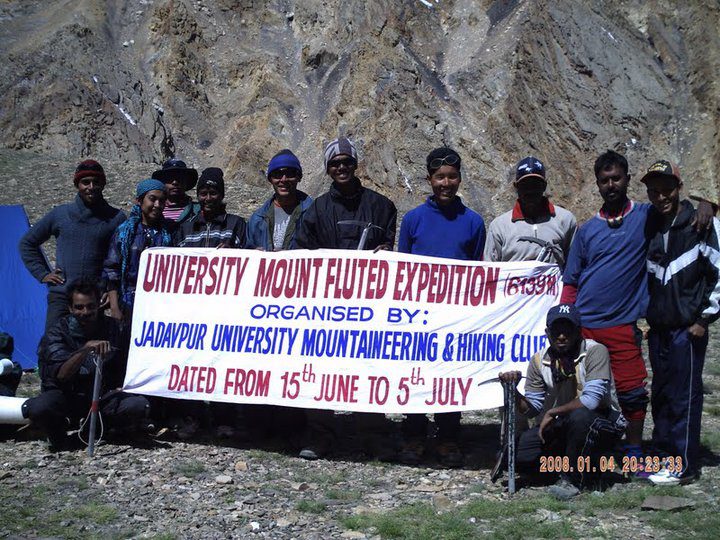 UNIVERSITY MOUNT FLUTED EXPEDITION (6139M)
ORGANISED BY:
JADAVPUR UNIVERSITY MOUNTAINEERING & HIKING CLUB
DATED FROM 15th JUNE TO 5th JULY
2008.01.04 20:23:33